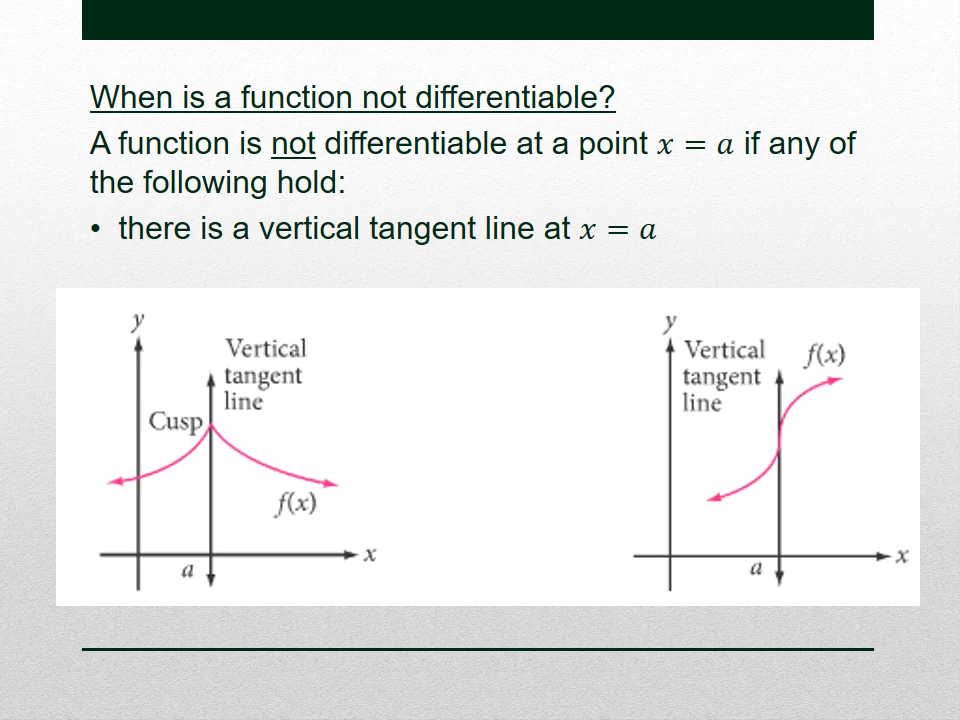 When is a function not differentiable?
A function is not differentiable at a point 𝑥 = 𝑎 if any of
the following hold:
• there is a vertical tangent line at 𝑥 = 𝑎
y
Vertical
tangent
line
Cusp
f(x)
x
a
y
Vertical
tangent
line
f(x)
x
a